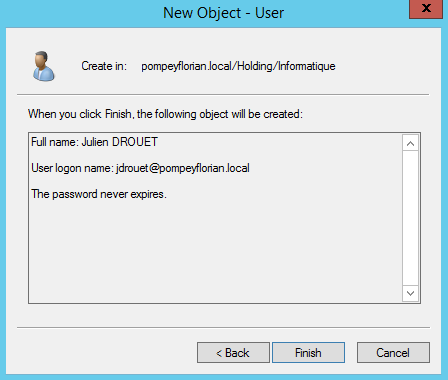 New Object - User
x
Create in: pompeyflorian.local/Holding/Informatique
When you click Finish, the following object will be created:
Full name: Julien DROUET
User logon name: jdrouet@pompeyflorian.local
The password never expires.
< Back
Finish
Cancel